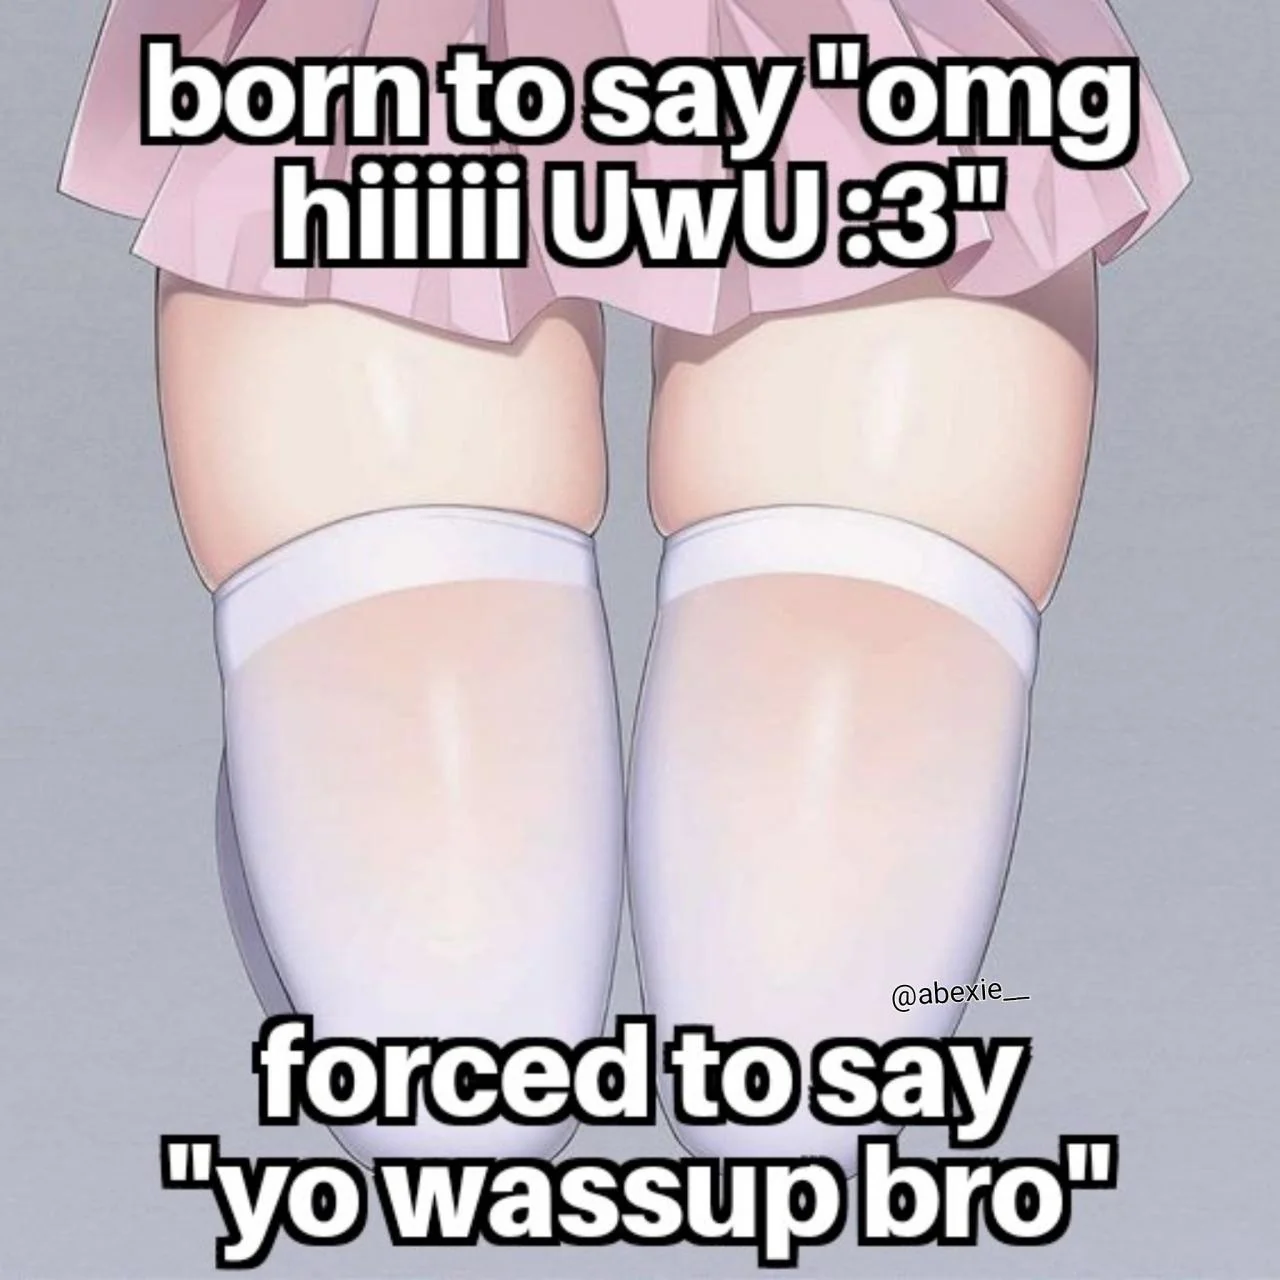 born to say "omg
hiiiii UwU :3"
@abexie__
forced to say
"yo wassup bro"